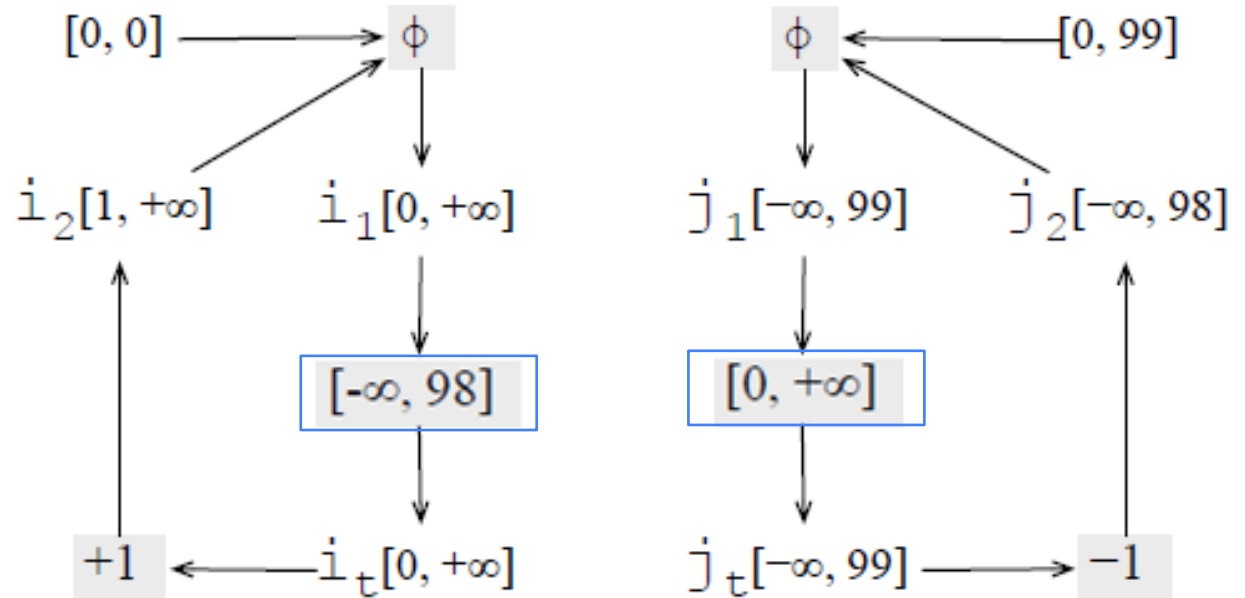 [0, 0] ϕ ϕ [0, 99]
i₂[1, +∞] i₁[0, +∞] j₁[−∞, 99] j₂[−∞, 98]
[-∞, 98] [0, +∞]
+1 iₜ[0, +∞] jₜ[−∞, 99] −1